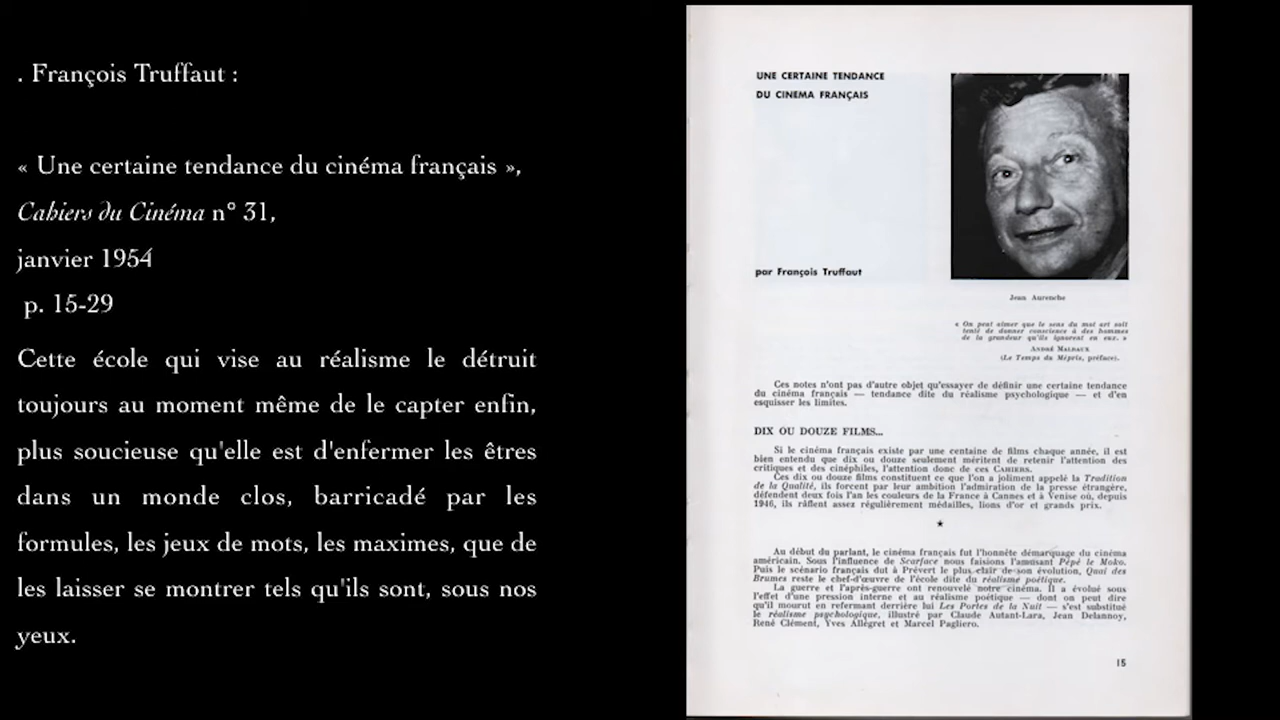 . François Truffaut :
« Une certaine tendance du cinéma français »,
Cahiers du Cinéma n° 31,
janvier 1954
p. 15-29
Cette école qui vise au réalisme le détruit
toujours au moment même de le capter enfin,
plus soucieuse qu'elle est d'enfermer les êtres
dans un monde clos, barricadé par les
formules, les jeux de mots, les maximes, que de
les laisser se montrer tels qu'ils sont, sous nos
yeux.
UNE CERTAINE TENDANCE
DU CINEMA FRANÇAIS
par François Truffaut
Jean Aurenche
« On peut aimer que le sens du mot art soit
tenté de donner conscience à des hommes
de la grandeur qu'ils ignorent en eux. »
ANDRÉ MALRAUX
(Le Temps du Mépris, préface).
Ces notes n'ont pas d'autre objet qu'essayer de définir une certaine tendance
du cinéma français — tendance dite du réalisme psychologique — et d'en
esquisser les limites.
DIX OU DOUZE FILMS...
Si le cinéma français existe par une centaine de films chaque année, il est
bien entendu que dix ou douze seulement méritent de retenir l'attention des
critiques et des cinéphiles, l'attention donc de ces CAHIERS.
Ces dix ou douze films constituent ce que l'on a joliment appelé la Tradition
de la Qualité, ils forcent par leur ambition l'admiration de la presse étrangère,
défendent deux fois l'an les couleurs de la France à Cannes et à Venise où, depuis
1946, ils râflent assez régulièrement médailles, lions d'or et grands prix.
★
Au début du parlant, le cinéma français fut l'honnête démarquage du cinéma
américain. Sous l'influence de Scarface nous faisions l'amusant Pépé le Moko.
Puis le scénario français dut à Prévert le plus clair de son évolution, Quai des
Brumes reste le chef-d'œuvre de l'école dite du réalisme poétique.
La guerre et l'après-guerre ont renouvelé notre cinéma. Il a évolué sous
l'effet d'une pression interne et au réalisme poétique — dont on peut dire
qu'il mourut en refermant derrière lui Les Portes de la Nuit — s'est substitué
le réalisme psychologique, illustré par Claude Autant-Lara, Jean Delannoy,
René Clément, Yves Allégret et Marcel Pagliero.
15